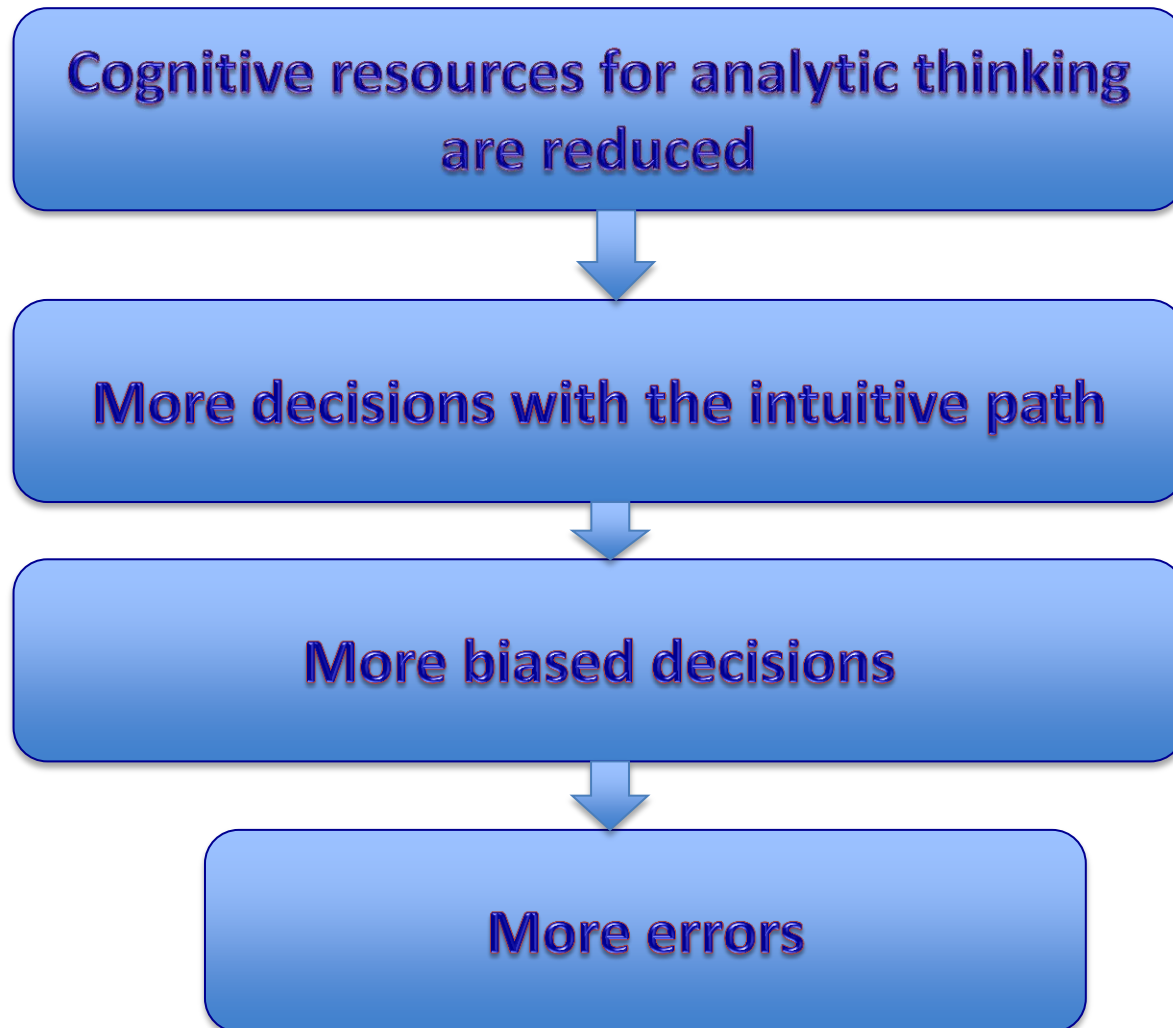 Cognitive resources for analytic thinking
are reduced
More decisions with the intuitive path
More biased decisions
More errors